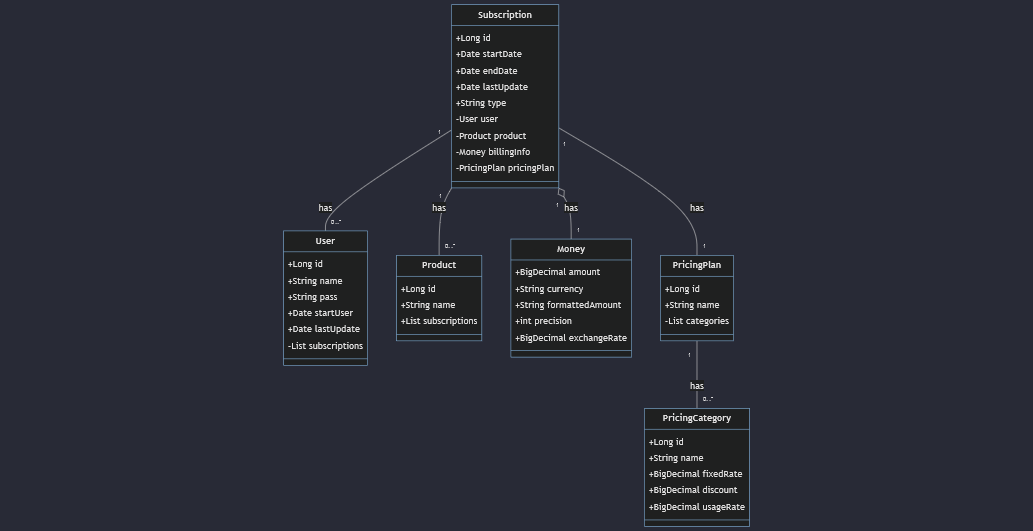 Subscription
+Long id
+Date startDate
+Date endDate
+Date lastUpdate
+String type
-User user
-Product product
-Money billingInfo
-PricingPlan pricingPlan
1
1
1
1
has
has
has
has
0..*
0..*
1
1
User
+Long id
+String name
+String pass
+Date startUser
+Date lastUpdate
-List subscriptions
Product
+Long id
+String name
+List subscriptions
Money
+BigDecimal amount
+String currency
+String formattedAmount
+int precision
+BigDecimal exchangeRate
PricingPlan
+Long id
+String name
-List categories
1
has
0..*
PricingCategory
+Long id
+String name
+BigDecimal fixedRate
+BigDecimal discount
+BigDecimal usageRate